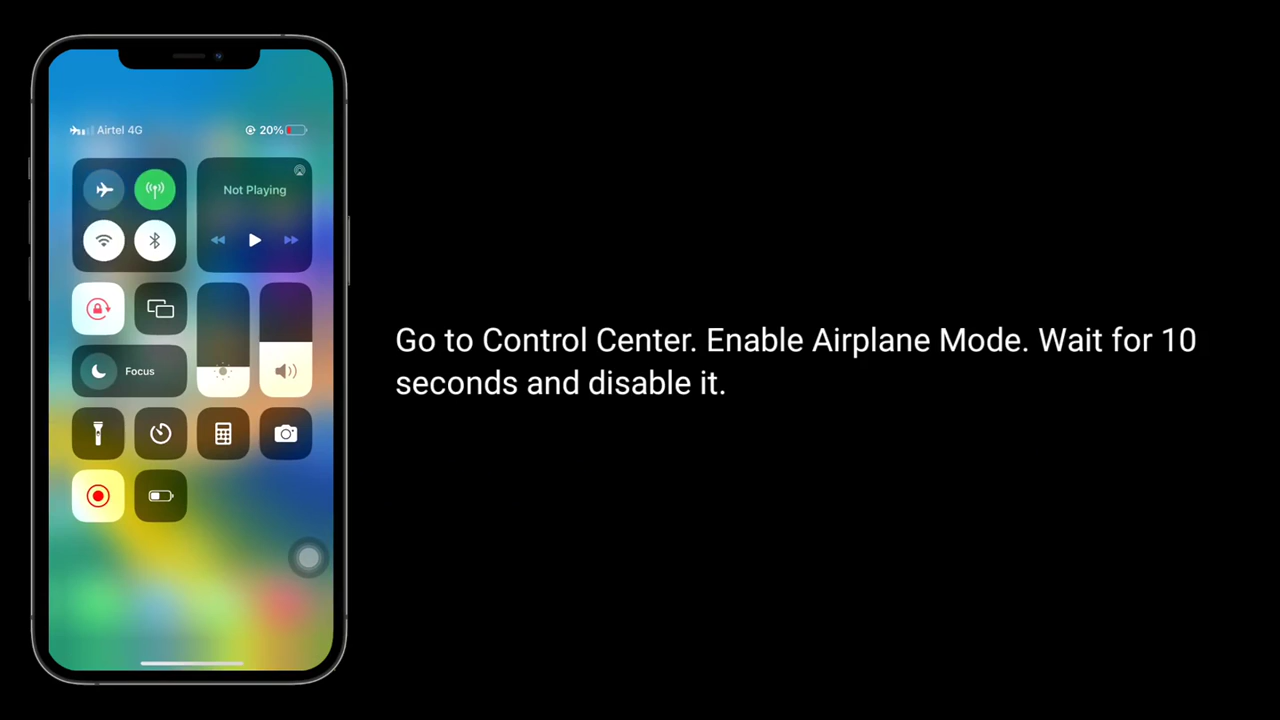 Airtel 4G
20%
Not Playing
Focus
Go to Control Center. Enable Airplane Mode. Wait for 10
seconds and disable it.